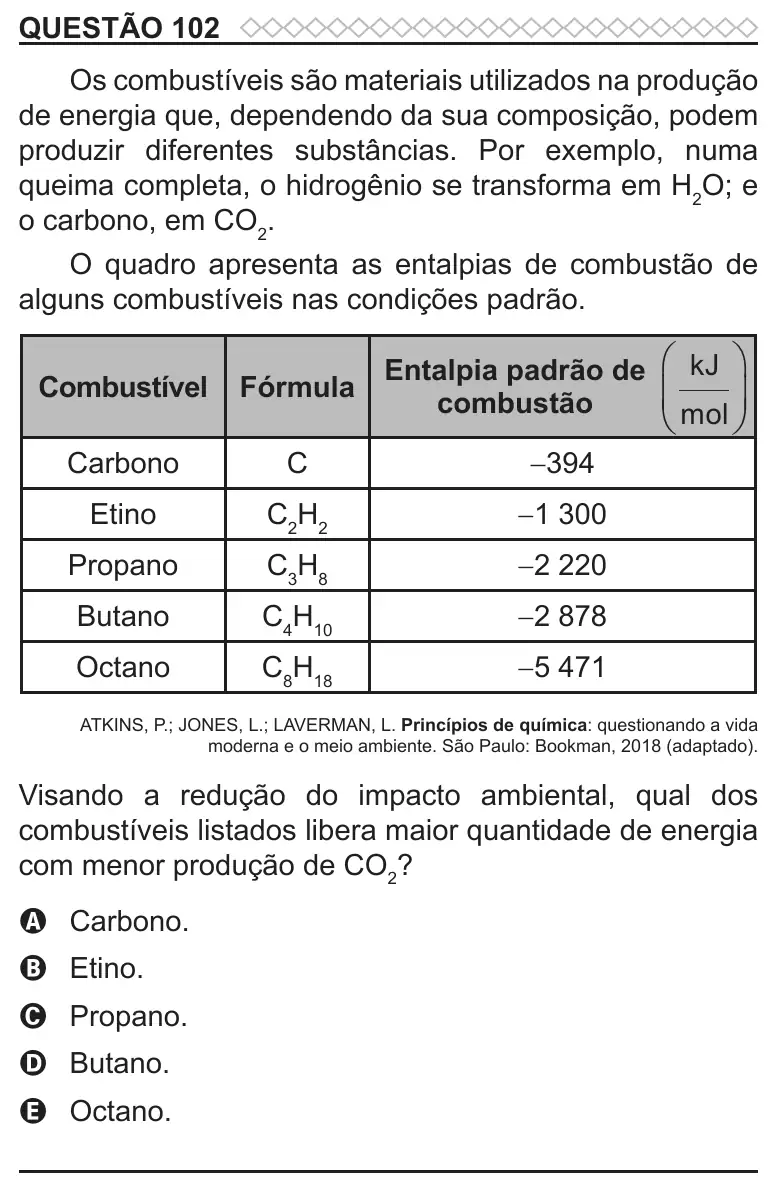 QUESTÃO 102
Os combustíveis são materiais utilizados na produção
de energia que, dependendo da sua composição, podem
produzir diferentes substâncias. Por exemplo, numa
queima completa, o hidrogênio se transforma em H₂O; e
o carbono, em CO₂.
O quadro apresenta as entalpias de combustão de
alguns combustíveis nas condições padrão.
Combustível Fórmula Entalpia padrão de combustão (kJ/mol)
Carbono C −394
Etino C₂H₂ −1 300
Propano C₃H₈ −2 220
Butano C₄H₁₀ −2 878
Octano C₈H₁₈ −5 471
ATKINS, P.; JONES, L.; LAVERMAN, L. Princípios de química: questionando a vida
moderna e o meio ambiente. São Paulo: Bookman, 2018 (adaptado).
Visando a redução do impacto ambiental, qual dos
combustíveis listados libera maior quantidade de energia
com menor produção de CO₂?
A Carbono.
B Etino.
C Propano.
D Butano.
E Octano.